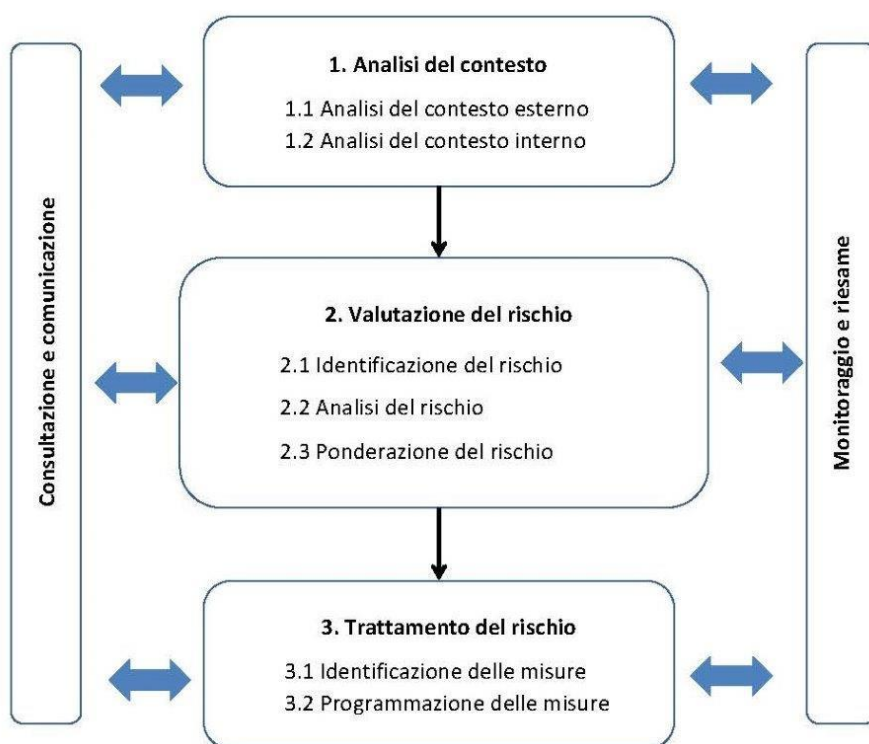 Consultazione e comunicazione
1. Analisi del contesto
1.1 Analisi del contesto esterno
1.2 Analisi del contesto interno
2. Valutazione del rischio
2.1 Identificazione del rischio
2.2 Analisi del rischio
2.3 Ponderazione del rischio
3. Trattamento del rischio
3.1 Identificazione delle misure
3.2 Programmazione delle misure
Monitoraggio e riesame